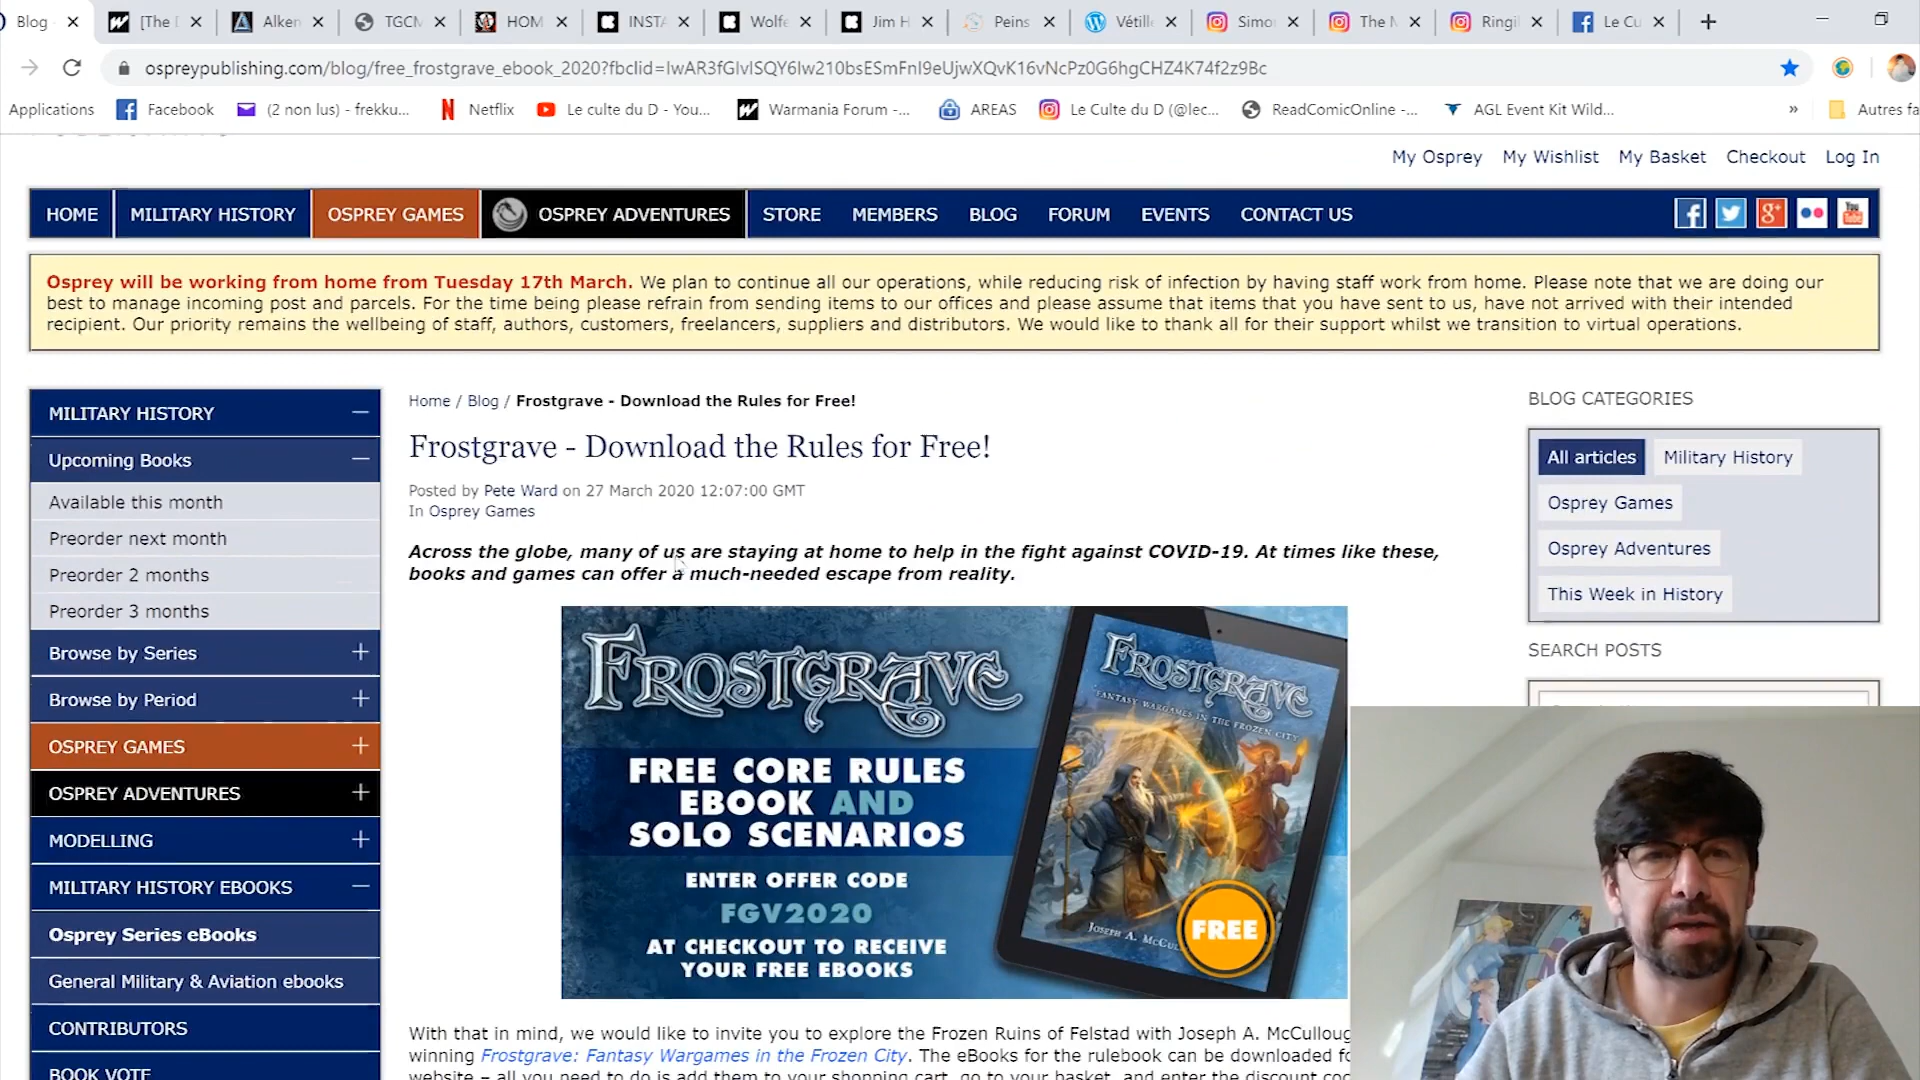 Blog -
[The D
Alken
TGCM
HOM
INSTA
Wolfe
Jim H
Peins
Vétille
Simo
The M
Ringi
Le Cu
ospreypublishing.com/blog/free_frostgrave_ebook_2020?fbclid=
Applications
Facebook
(2 non lus) - frekku...
Netflix
Le culte du D - You...
Warmania Forum -...
AREAS
Le Culte du D (@lec...
ReadComicOnline -...
AGL Event Kit Wild...
»
Autres fa
My Osprey My Wishlist My Basket Checkout Log In
HOME MILITARY HISTORY OSPREY GAMES OSPREY ADVENTURES STORE MEMBERS BLOG FORUM EVENTS CONTACT US
Osprey will be working from home from Tuesday 17th March. We plan to continue all our operations, while reducing risk of infection by having staff work from home. Please note that we are doing our
best to manage incoming post and parcels. For the time being please refrain from sending items to our offices and please assume that items that you have sent to us, have not arrived with their intended
recipient. Our priority remains the wellbeing of staff, authors, customers, freelancers, suppliers and distributors. We would like to thank all for their support whilst we transition to virtual operations.
MILITARY HISTORY
Upcoming Books
Available this month
Preorder next month
Preorder 2 months
Preorder 3 months
Browse by Series
Browse by Period
OSPREY GAMES
OSPREY ADVENTURES
MODELLING
MILITARY HISTORY EBOOKS
Osprey Series eBooks
General Military & Aviation ebooks
CONTRIBUTORS
BOOK VOTE
Home / Blog / Frostgrave - Download the Rules for Free!
Frostgrave - Download the Rules for Free!
Posted by Pete Ward on 27 March 2020 12:07:00 GMT
In Osprey Games
Across the globe, many of us are staying at home to help in the fight against COVID-19. At times like these,
books and games can offer a much-needed escape from reality.
FROSTGRAVE
FREE CORE RULES
EBOOK AND
SOLO SCENARIOS
ENTER OFFER CODE
FGV2020
AT CHECKOUT TO RECEIVE
YOUR FREE EBOOKS
FROSTGRAVE
FANTASY WARGAMES IN THE FROZEN CITY
JOSEPH A. MCCUL
FREE
With that in mind, we would like to invite you to explore the Frozen Ruins of Felstad with Joseph A. McCulloug
winning Frostgrave: Fantasy Wargames in the Frozen City. The eBooks for the rulebook can be downloaded fo
website – all you need to do is add them to your shopping cart, go to your basket, and enter the discount cod
BLOG CATEGORIES
All articles Military History
Osprey Games
Osprey Adventures
This Week in History
SEARCH POSTS